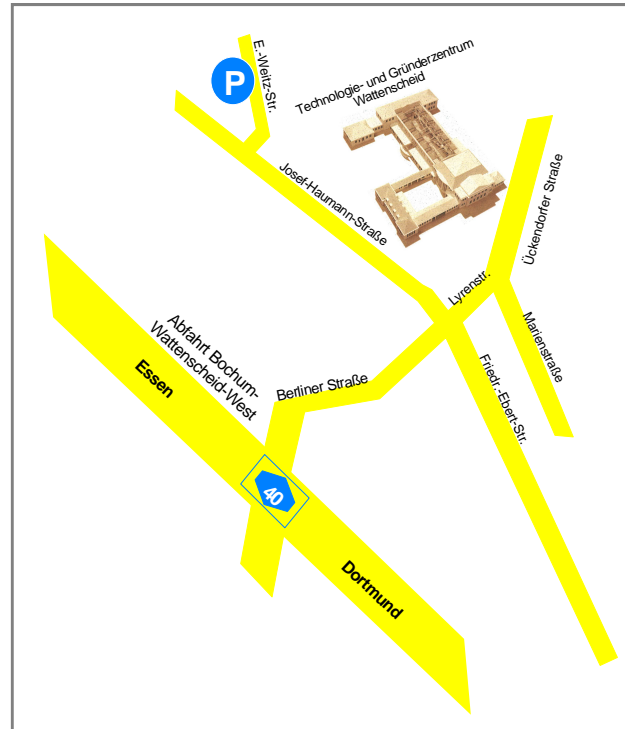 E.-Weitz-Str.
P
Technologie- und Gründerzentrum
Wattenscheid
Josef-Haumann-Straße
Ückendorfer Straße
Lyrenstr.
Marienstraße
Abfahrt Bochum-
Wattenscheid-West
Essen
Berliner Straße
Friedr.-Ebert-Str.
40
Dortmund